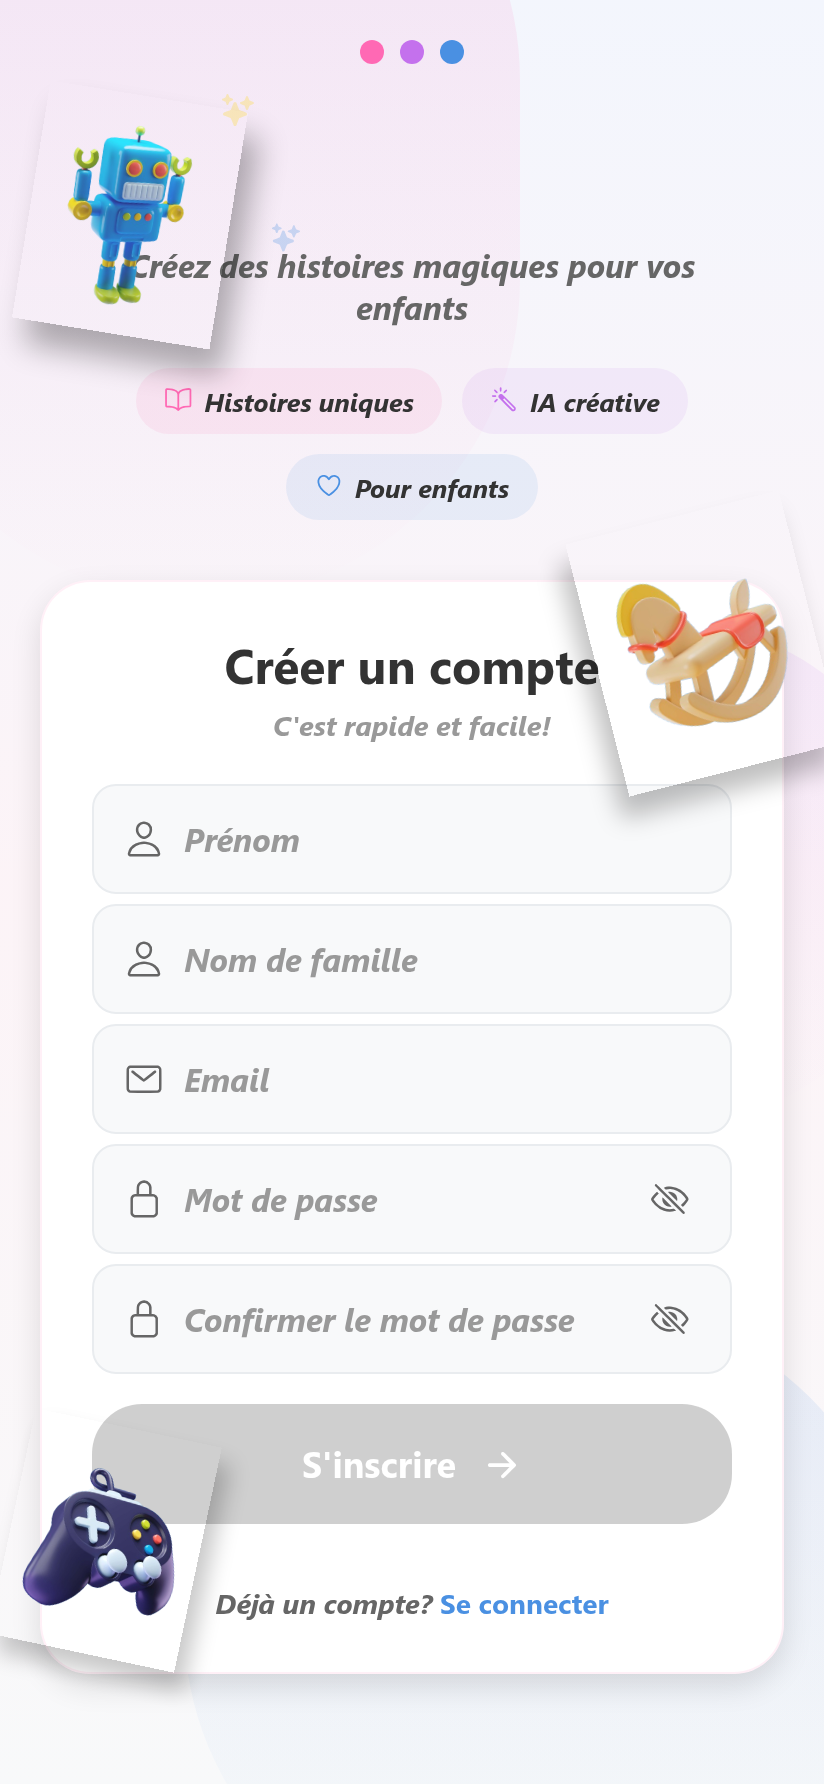 Créez des histoires magiques pour vos
enfants
Histoires uniques
IA créative
Pour enfants
Créer un compte
C'est rapide et facile!
Prénom
Nom de famille
Email
Mot de passe
Confirmer le mot de passe
S'inscrire
Déjà un compte? Se connecter